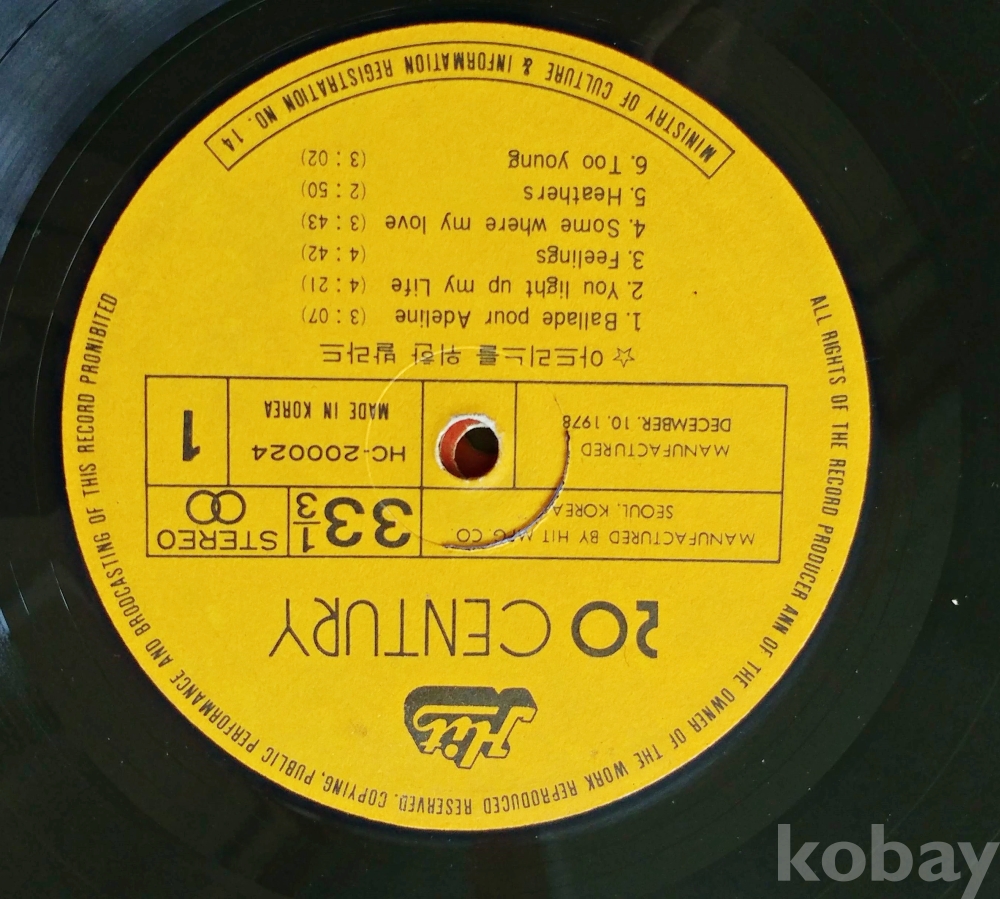 ALL RIGHTS OF THE RECORD PRODUCER ANN OF THE OWNER OF THE WORK REPRODUCED RESERVED. COPYING, PUBLIC PERFORMANCE AND BRODCASTING OF THIS RECORD PROHIBITED
Hit
20 CENTURY
MANUFACTURED BY HIT MFG CO.
SEOUL, KOREA
33 1/3
STEREO
MANUFACTURED
DECEMBER. 10. 1978
HC-200024
MADE IN KOREA
1
☆아드리느를 위한 발라드
1. Ballade pour Adeline (3:07)
2. You light up my Life (4:21)
3. Feelings (4:42)
4. Some where my love (3:43)
5. Heathers (2:50)
6. Too young (3:02)
MINISTRY OF CULTURE & INFORMATION REGISTRATION NO. 14
kobay